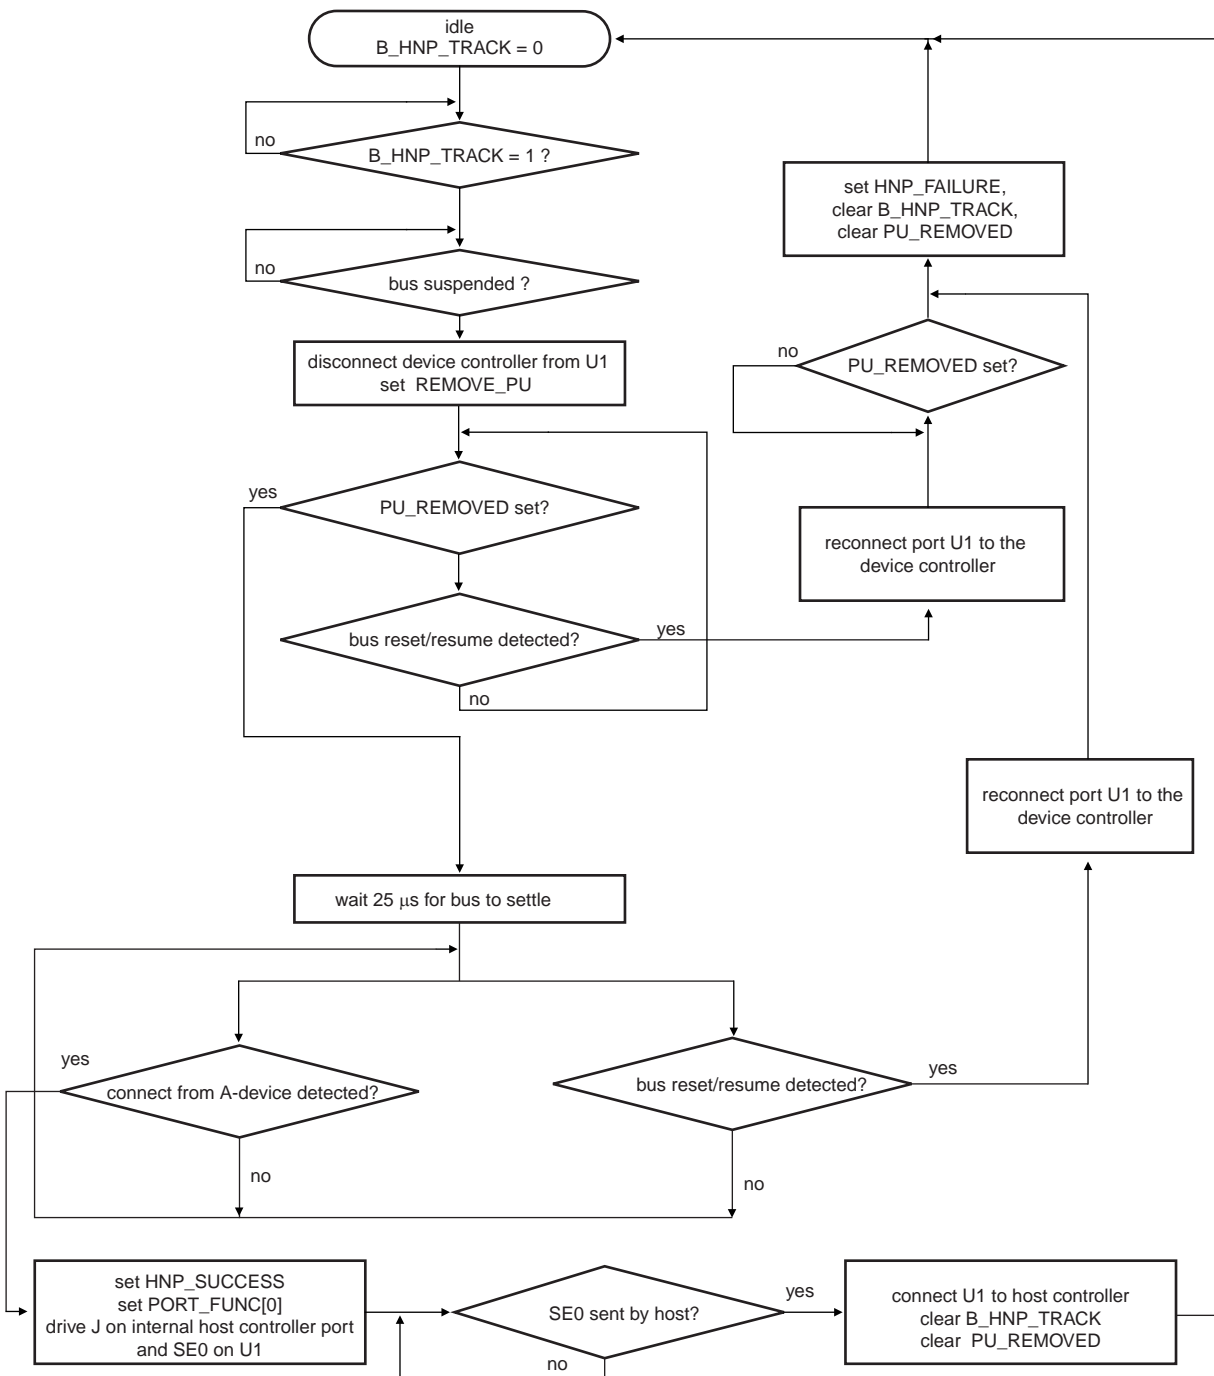 idle
B_HNP_TRACK = 0
no
B_HNP_TRACK = 1 ?
no
bus suspended ?
disconnect device controller from U1
set REMOVE_PU
set HNP_FAILURE,
clear B_HNP_TRACK,
clear PU_REMOVED
no
PU_REMOVED set?
yes
PU_REMOVED set?
reconnect port U1 to the
device controller
bus reset/resume detected?
yes
no
reconnect port U1 to the
device controller
wait 25 μs for bus to settle
yes
connect from A-device detected?
no
bus reset/resume detected?
yes
no
set HNP_SUCCESS
set PORT_FUNC[0]
drive J on internal host controller port
and SE0 on U1
SE0 sent by host?
yes
no
connect U1 to host controller
clear B_HNP_TRACK
clear PU_REMOVED